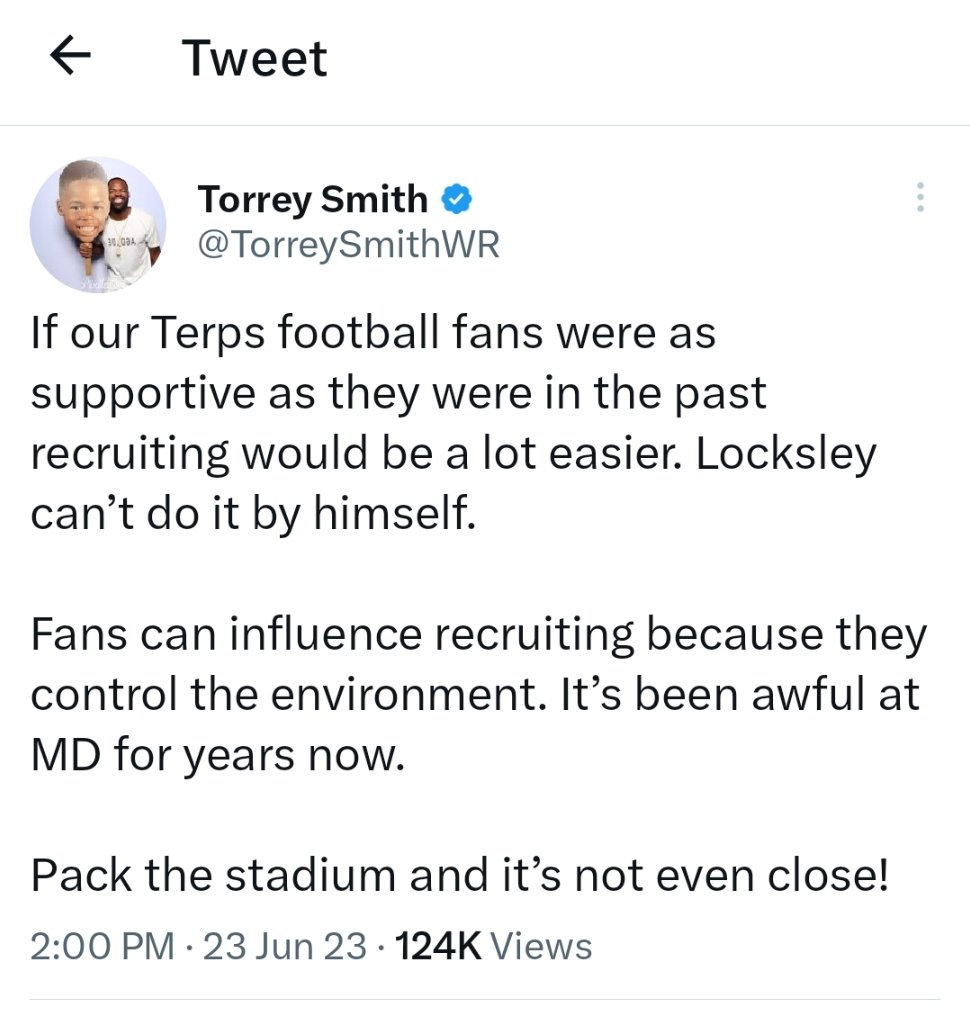 Tweet
Torrey Smith
@TorreySmithWR
If our Terps football fans were as
supportive as they were in the past
recruiting would be a lot easier. Locksley
can’t do it by himself.
Fans can influence recruiting because they
control the environment. It’s been awful at
MD for years now.
Pack the stadium and it’s not even close!
2:00 PM · 23 Jun 23 · 124K Views